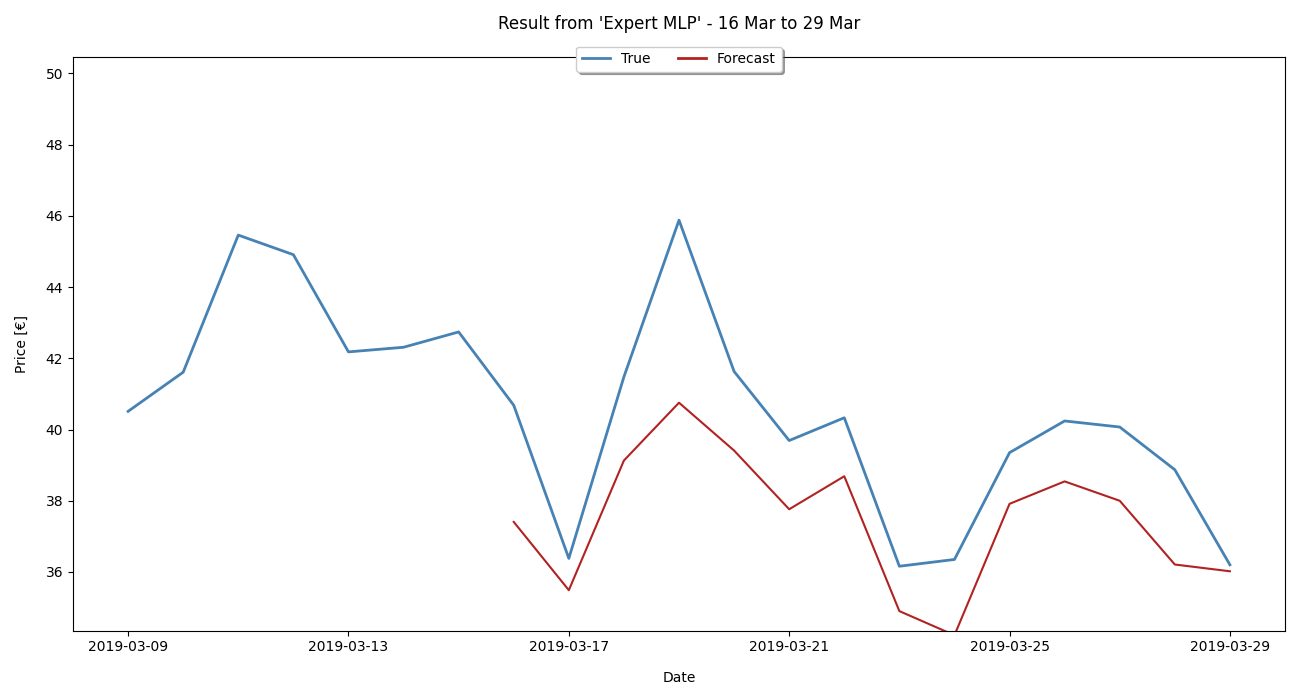 Result from 'Expert MLP' - 16 Mar to 29 Mar
True Forecast
50
48
46
44
42
40
38
36
Price [€]
2019-03-09 2019-03-13 2019-03-17 2019-03-21 2019-03-25 2019-03-29
Date